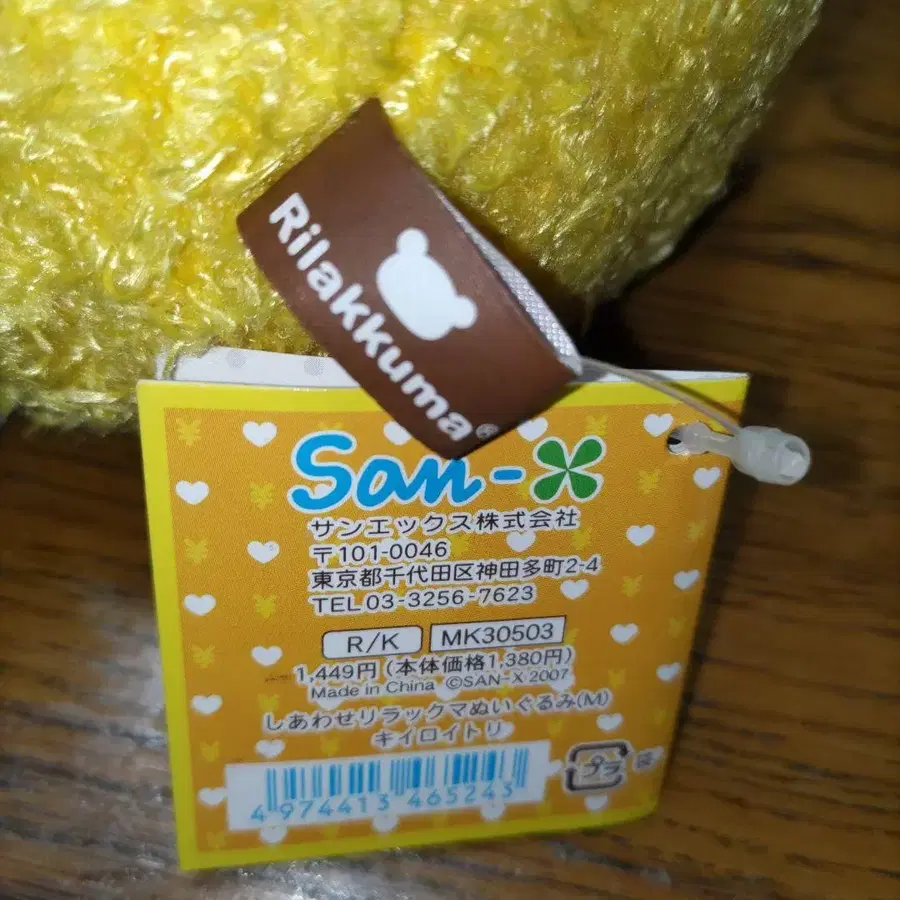 Rilakkuma®
San-X
サンエックス株式会社
〒101-0046
東京都千代田区神田多町2-4
TEL 03-3256-7623
R/K MK30503
1,449円 (本体価格1,380円)
Made in China ©SAN-X 2007
しあわせリラックマぬいぐるみ(M)
キイロイトリ
4 974413 465243
プラ 袋